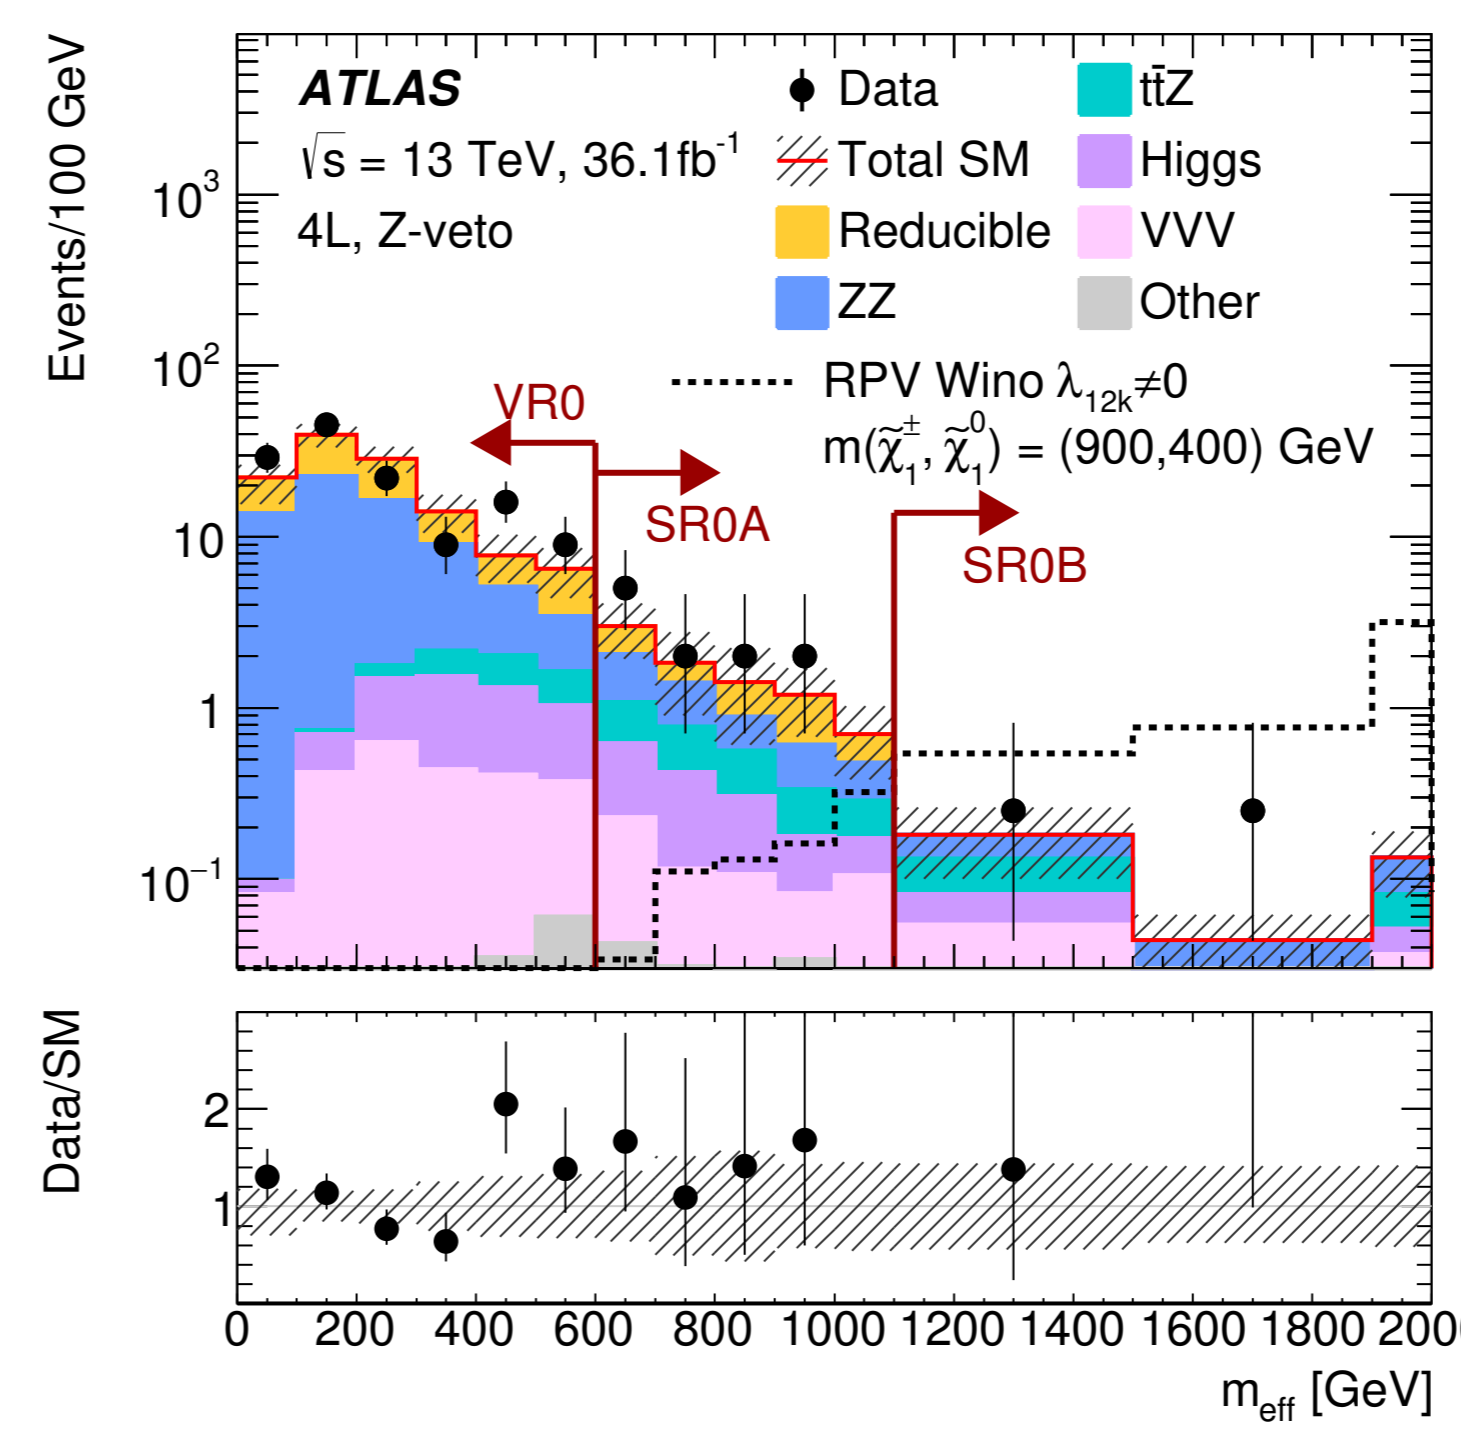 Events/100 GeV
10³
10²
10
1
10⁻¹
ATLAS
√s = 13 TeV, 36.1fb⁻¹
4L, Z-veto
Data
Total SM
Reducible
ZZ
tt̄Z
Higgs
VVV
Other
RPV Wino λ₁₂ₖ≠0
m(χ̃₁±, χ̃₁⁰) = (900,400) GeV
VR0
SR0A
SR0B
Data/SM
2
1
0 200 400 600 800 1000 1200 1400 1600 1800 200
m_eff [GeV]